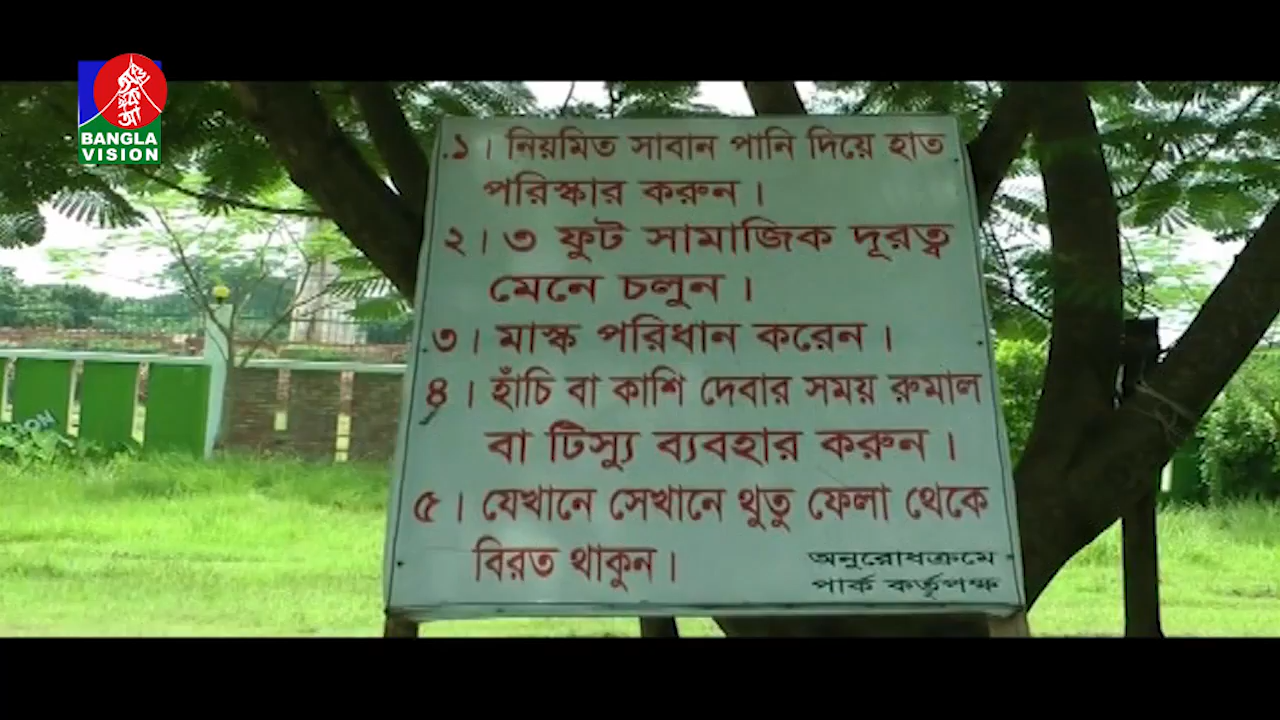 BANGLA
VISION
১। নিয়মিত সাবান পানি দিয়ে হাত
পরিস্কার করুন।
২। ৩ ফুট সামাজিক দূরত্ব
মেনে চলুন।
৩। মাস্ক পরিধান করেন।
৪। হাঁচি বা কাশি দেবার সময় রুমাল
বা টিস্যু ব্যবহার করুন।
৫। যেখানে সেখানে থুতু ফেলা থেকে
বিরত থাকুন।
অনুরোধক্রমে
পার্ক কর্তৃপক্ষ